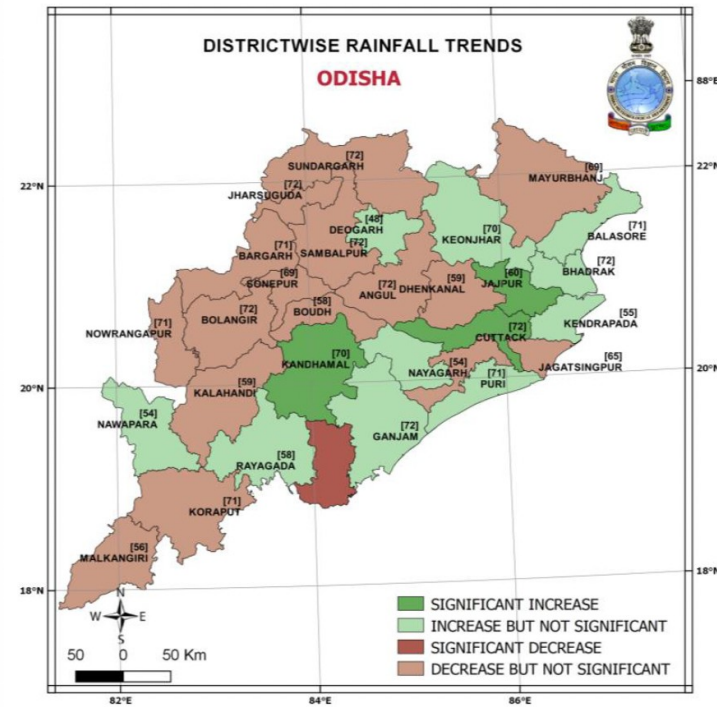 DISTRICTWISE RAINFALL TRENDS
ODISHA
88°E
[72]
SUNDARGARH
[69]
MAYURBHANJ
22°N
22°N
[72]
JHARSUGUDA
[48]
DEOGARH
[70]
KEONJHAR
[71]
BALASORE
[71]
BARGARH
[72]
SAMBALPUR
[72]
BHADRAK
[69]
SONEPUR
[72]
ANGUL
[59]
DHENKANAL
[60]
JAJPUR
[72]
BOLANGIR
[58]
BOUDH
[55]
KENDRAPADA
[71]
NOWRANGAPUR
[72]
CUTTACK
[70]
KANDHAMAL
[54]
NAYAGARH
[71]
PURI
[65]
JAGATSINGPUR
20°N
20°N
[59]
KALAHANDI
[54]
NAWAPARA
[72]
GANJAM
[58]
RAYAGADA
[71]
KORAPUT
[56]
MALKANGIRI
18°N
18°N
N
W E
S
50 0 50 Km
SIGNIFICANT INCREASE
INCREASE BUT NOT SIGNIFICANT
SIGNIFICANT DECREASE
DECREASE BUT NOT SIGNIFICANT
82°E 84°E 86°E